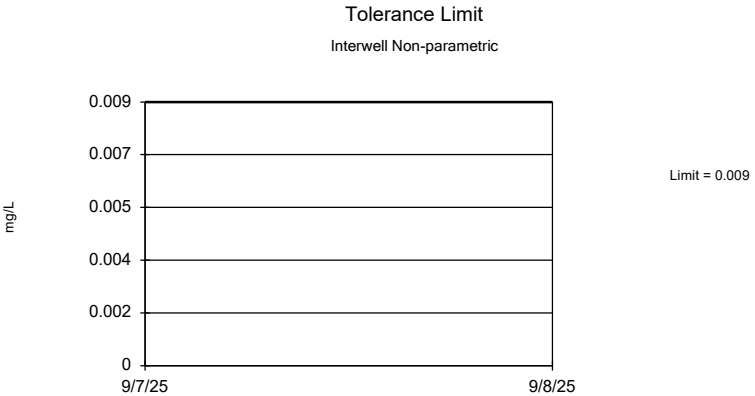 Tolerance Limit
Interwell Non-parametric
0.009
0.007
Limit = 0.009
0.005
mg/L
0.004
0.002
0
9/7/25 9/8/25